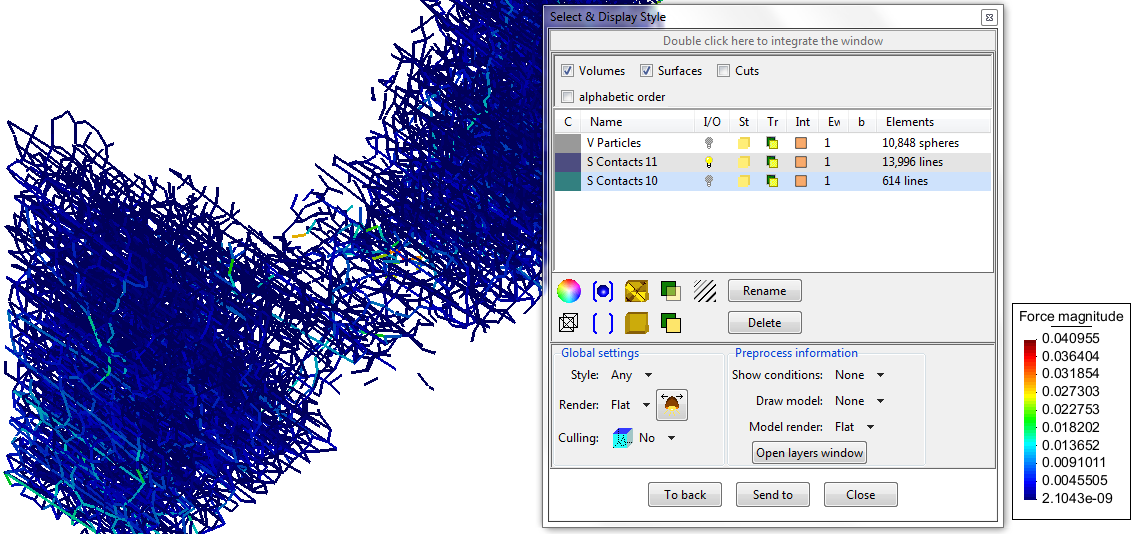 Select & Display Style
Double click here to integrate the window
Volumes Surfaces Cuts
alphabetic order
C Name I/O St Tr Int Ew b Elements
V Particles 1 10,848 spheres
S Contacts 11 1 13,996 lines
S Contacts 10 1 614 lines
Rename
Delete
Global settings
Style: Any
Render: Flat
Culling: No
Preprocess information
Show conditions: None
Draw model: None
Model render: Flat
Open layers window
To back Send to Close
Force magnitude
0.040955
0.036404
0.031854
0.027303
0.022753
0.018202
0.013652
0.0091011
0.0045505
2.1043e-09